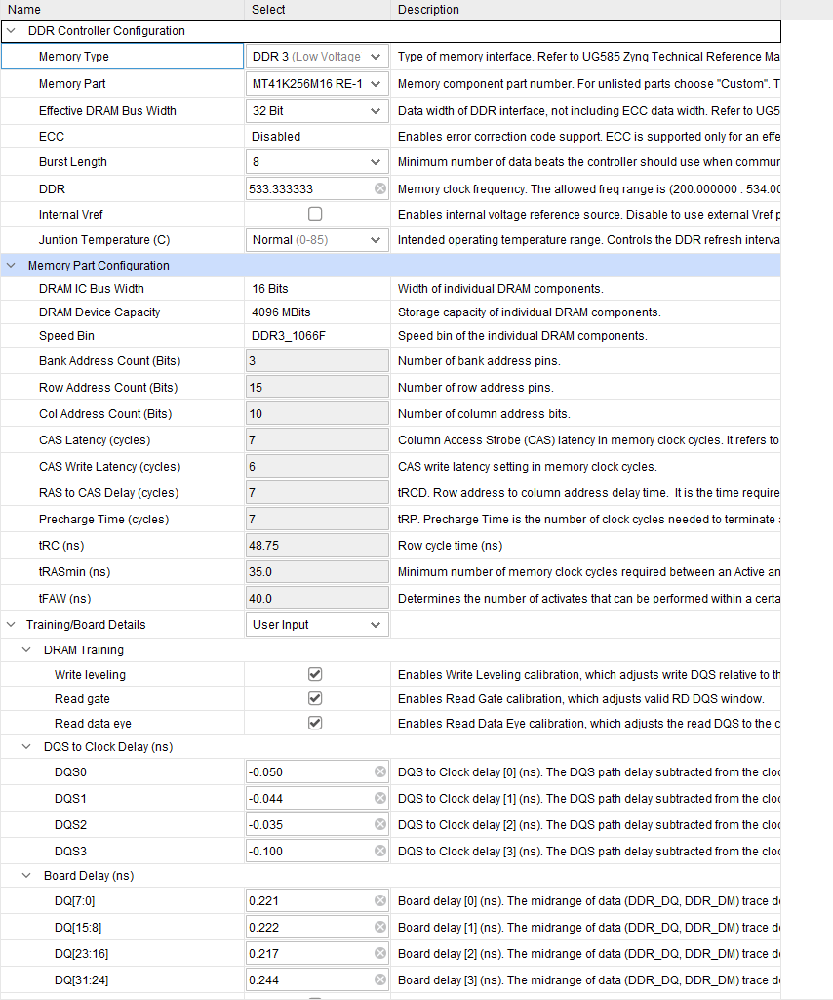 Name Select Description
DDR Controller Configuration
Memory Type DDR 3 (Low Voltage Type of memory interface. Refer to UG585 Zynq Technical Reference Ma
Memory Part MT41K256M16 RE-1 Memory component part number. For unlisted parts choose "Custom". T
Effective DRAM Bus Width 32 Bit Data width of DDR interface, not including ECC data width. Refer to UG5
ECC Disabled Enables error correction code support. ECC is supported only for an effe
Burst Length 8 Minimum number of data beats the controller should use when commur
DDR 533.333333 Memory clock frequency. The allowed freq range is (200.000000 : 534.00
Internal Vref Enables internal voltage reference source. Disable to use external Vref p
Juntion Temperature (C) Normal (0-85) Intended operating temperature range. Controls the DDR refresh interva
Memory Part Configuration
DRAM IC Bus Width 16 Bits Width of individual DRAM components.
DRAM Device Capacity 4096 MBits Storage capacity of individual DRAM components.
Speed Bin DDR3_1066F Speed bin of the individual DRAM components.
Bank Address Count (Bits) 3 Number of bank address pins.
Row Address Count (Bits) 15 Number of row address pins.
Col Address Count (Bits) 10 Number of column address bits.
CAS Latency (cycles) 7 Column Access Strobe (CAS) latency in memory clock cycles. It refers to
CAS Write Latency (cycles) 6 CAS write latency setting in memory clock cycles.
RAS to CAS Delay (cycles) 7 tRCD. Row address to column address delay time. It is the time require
Precharge Time (cycles) 7 tRP. Precharge Time is the number of clock cycles needed to terminate a
tRC (ns) 48.75 Row cycle time (ns)
tRASmin (ns) 35.0 Minimum number of memory clock cycles required between an Active an
tFAW (ns) 40.0 Determines the number of activates that can be performed within a certa
Training/Board Details User Input
DRAM Training
Write leveling Enables Write Leveling calibration, which adjusts write DQS relative to th
Read gate Enables Read Gate calibration, which adjusts valid RD DQS window.
Read data eye Enables Read Data Eye calibration, which adjusts the read DQS to the c
DQS to Clock Delay (ns)
DQS0 -0.050 DQS to Clock delay [0] (ns). The DQS path delay subtracted from the cloc
DQS1 -0.044 DQS to Clock delay [1] (ns). The DQS path delay subtracted from the cloc
DQS2 -0.035 DQS to Clock delay [2] (ns). The DQS path delay subtracted from the cloc
DQS3 -0.100 DQS to Clock delay [3] (ns). The DQS path delay subtracted from the cloc
Board Delay (ns)
DQ[7:0] 0.221 Board delay [0] (ns). The midrange of data (DDR_DQ, DDR_DM) trace de
DQ[15:8] 0.222 Board delay [1] (ns). The midrange of data (DDR_DQ, DDR_DM) trace de
DQ[23:16] 0.217 Board delay [2] (ns). The midrange of data (DDR_DQ, DDR_DM) trace de
DQ[31:24] 0.244 Board delay [3] (ns). The midrange of data (DDR_DQ, DDR_DM) trace de